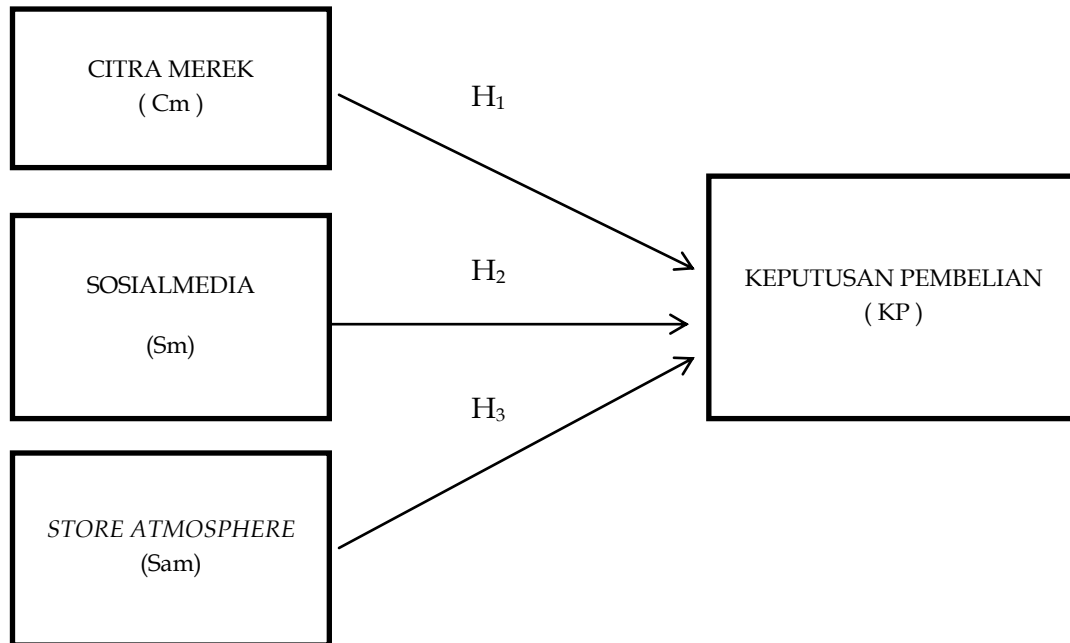 CITRA MEREK
( Cm )
H₁
SOSIALMEDIA
(Sm)
H₂
KEPUTUSAN PEMBELIAN
( KP )
H₃
STORE ATMOSPHERE
(Sam)